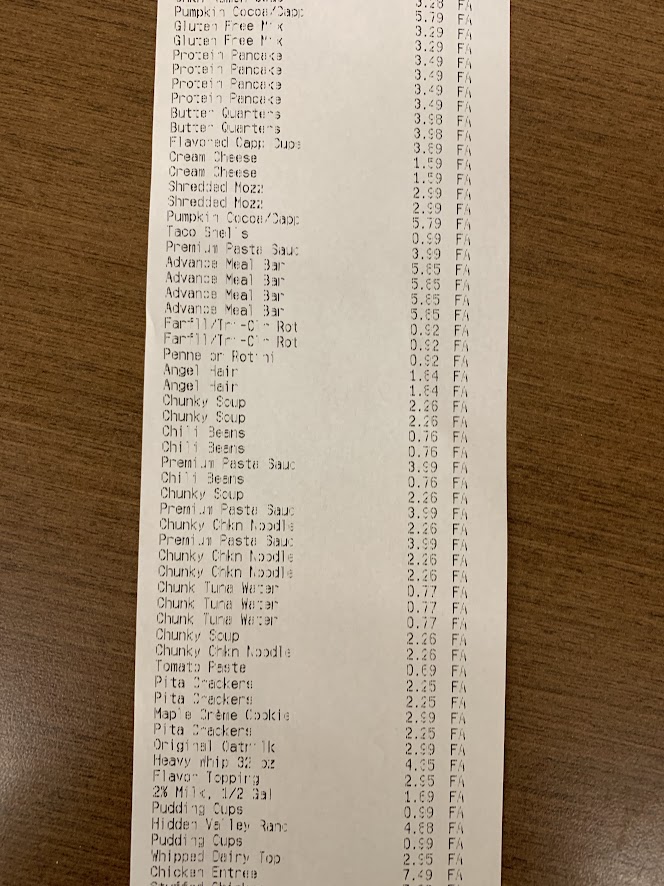 3.28 FA
Pumpkin Cocoa/Capp 5.79 FA
Gluten Free Mix 3.29 FA
Gluten Free Mix 3.29 FA
Protein Pancake 3.49 FA
Protein Pancake 3.49 FA
Protein Pancake 3.49 FA
Protein Pancake 3.49 FA
Butter Quarters 3.98 FA
Butter Quarters 3.98 FA
Flavored Capp Cups 3.89 FA
Cream Cheese 1.59 FA
Cream Cheese 1.59 FA
Shredded Mozz 2.99 FA
Shredded Mozz 2.99 FA
Pumpkin Cocoa/Capp 5.79 FA
Taco Shells 0.99 FA
Premium Pasta Sauc 3.99 FA
Advance Meal Bar 5.85 FA
Advance Meal Bar 5.85 FA
Advance Meal Bar 5.85 FA
Advance Meal Bar 5.85 FA
Farfll/Tri-Clr Rot 0.92 FA
Farfll/Tri-Clr Rot 0.92 FA
Penne or Rotini 0.92 FA
Angel Hair 1.84 FA
Angel Hair 1.84 FA
Chunky Soup 2.26 FA
Chunky Soup 2.26 FA
Chili Beans 0.76 FA
Chili Beans 0.76 FA
Premium Pasta Sauc 3.99 FA
Chili Beans 0.76 FA
Chunky Soup 2.26 FA
Premium Pasta Sauc 3.99 FA
Chunky Chkn Noodle 2.26 FA
Premium Pasta Sauc 3.99 FA
Chunky Chkn Noodle 2.26 FA
Chunky Chkn Noodle 2.26 FA
Chunk Tuna Water 0.77 FA
Chunk Tuna Water 0.77 FA
Chunk Tuna Water 0.77 FA
Chunky Soup 2.26 FA
Chunky Chkn Noodle 2.26 FA
Tomato Paste 0.69 FA
Pita Crackers 2.25 FA
Pita Crackers 2.25 FA
Maple Crème Cookie 2.99 FA
Pita Crackers 2.25 FA
Original Oatmilk 2.99 FA
Heavy Whip 32 oz 4.35 FA
Flavor Topping 2.95 FA
2% Milk, 1/2 Gal 1.69 FA
Pudding Cups 0.99 FA
Hidden Valley Ranc 4.88 FA
Pudding Cups 0.99 FA
Whipped Dairy Top 2.95 FA
Chicken Entree 7.49 FA